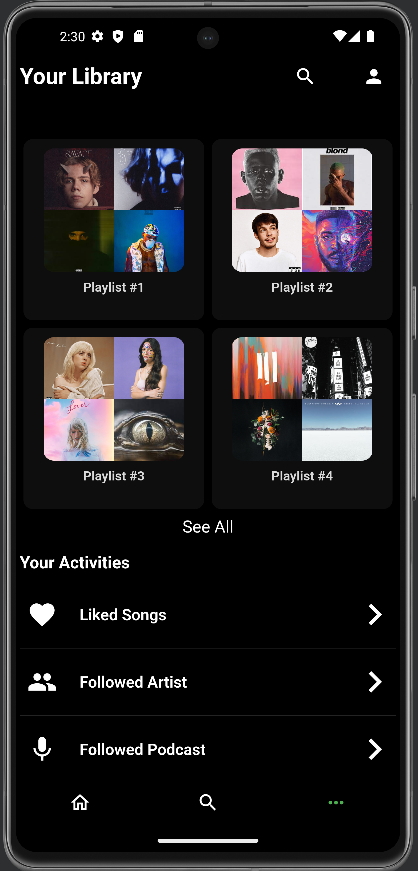 2:30
Your Library
blond
Playlist #1
Playlist #2
Lover
Playlist #3
Playlist #4
See All
Your Activities
Liked Songs
Followed Artist
Followed Podcast